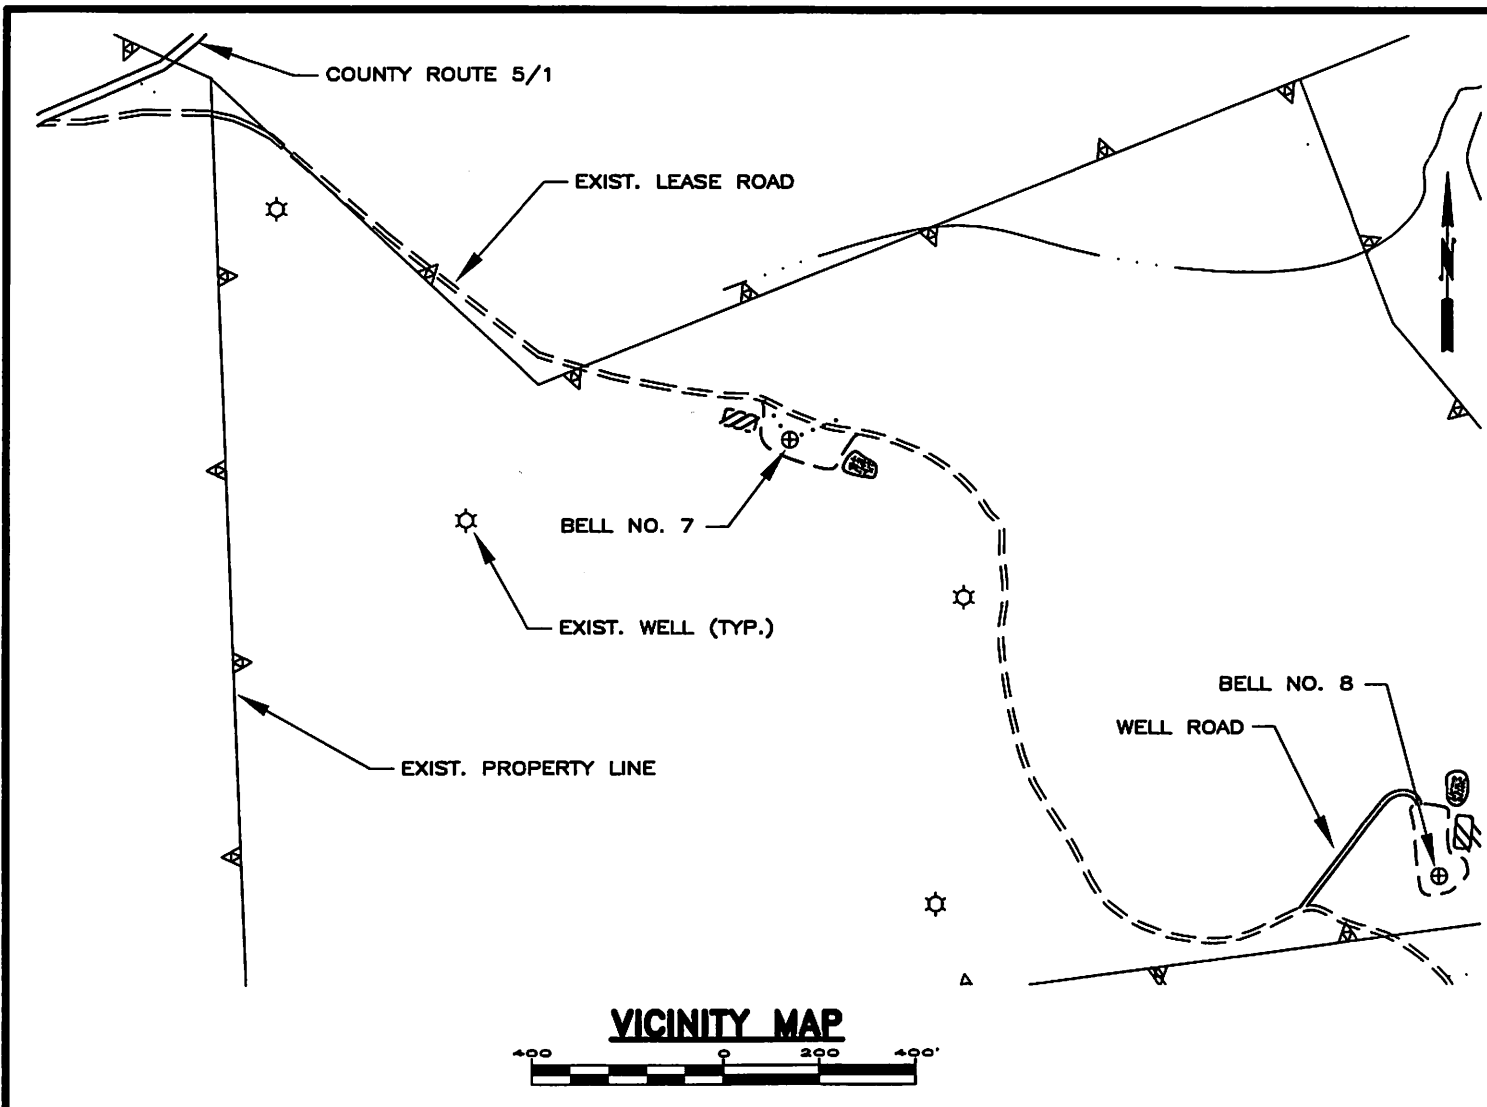 COUNTY ROUTE 5/1
EXIST. LEASE ROAD
N
BELL NO. 7
EXIST. WELL (TYP.)
BELL NO. 8
WELL ROAD
EXIST. PROPERTY LINE
VICINITY MAP
400 0 200 400'